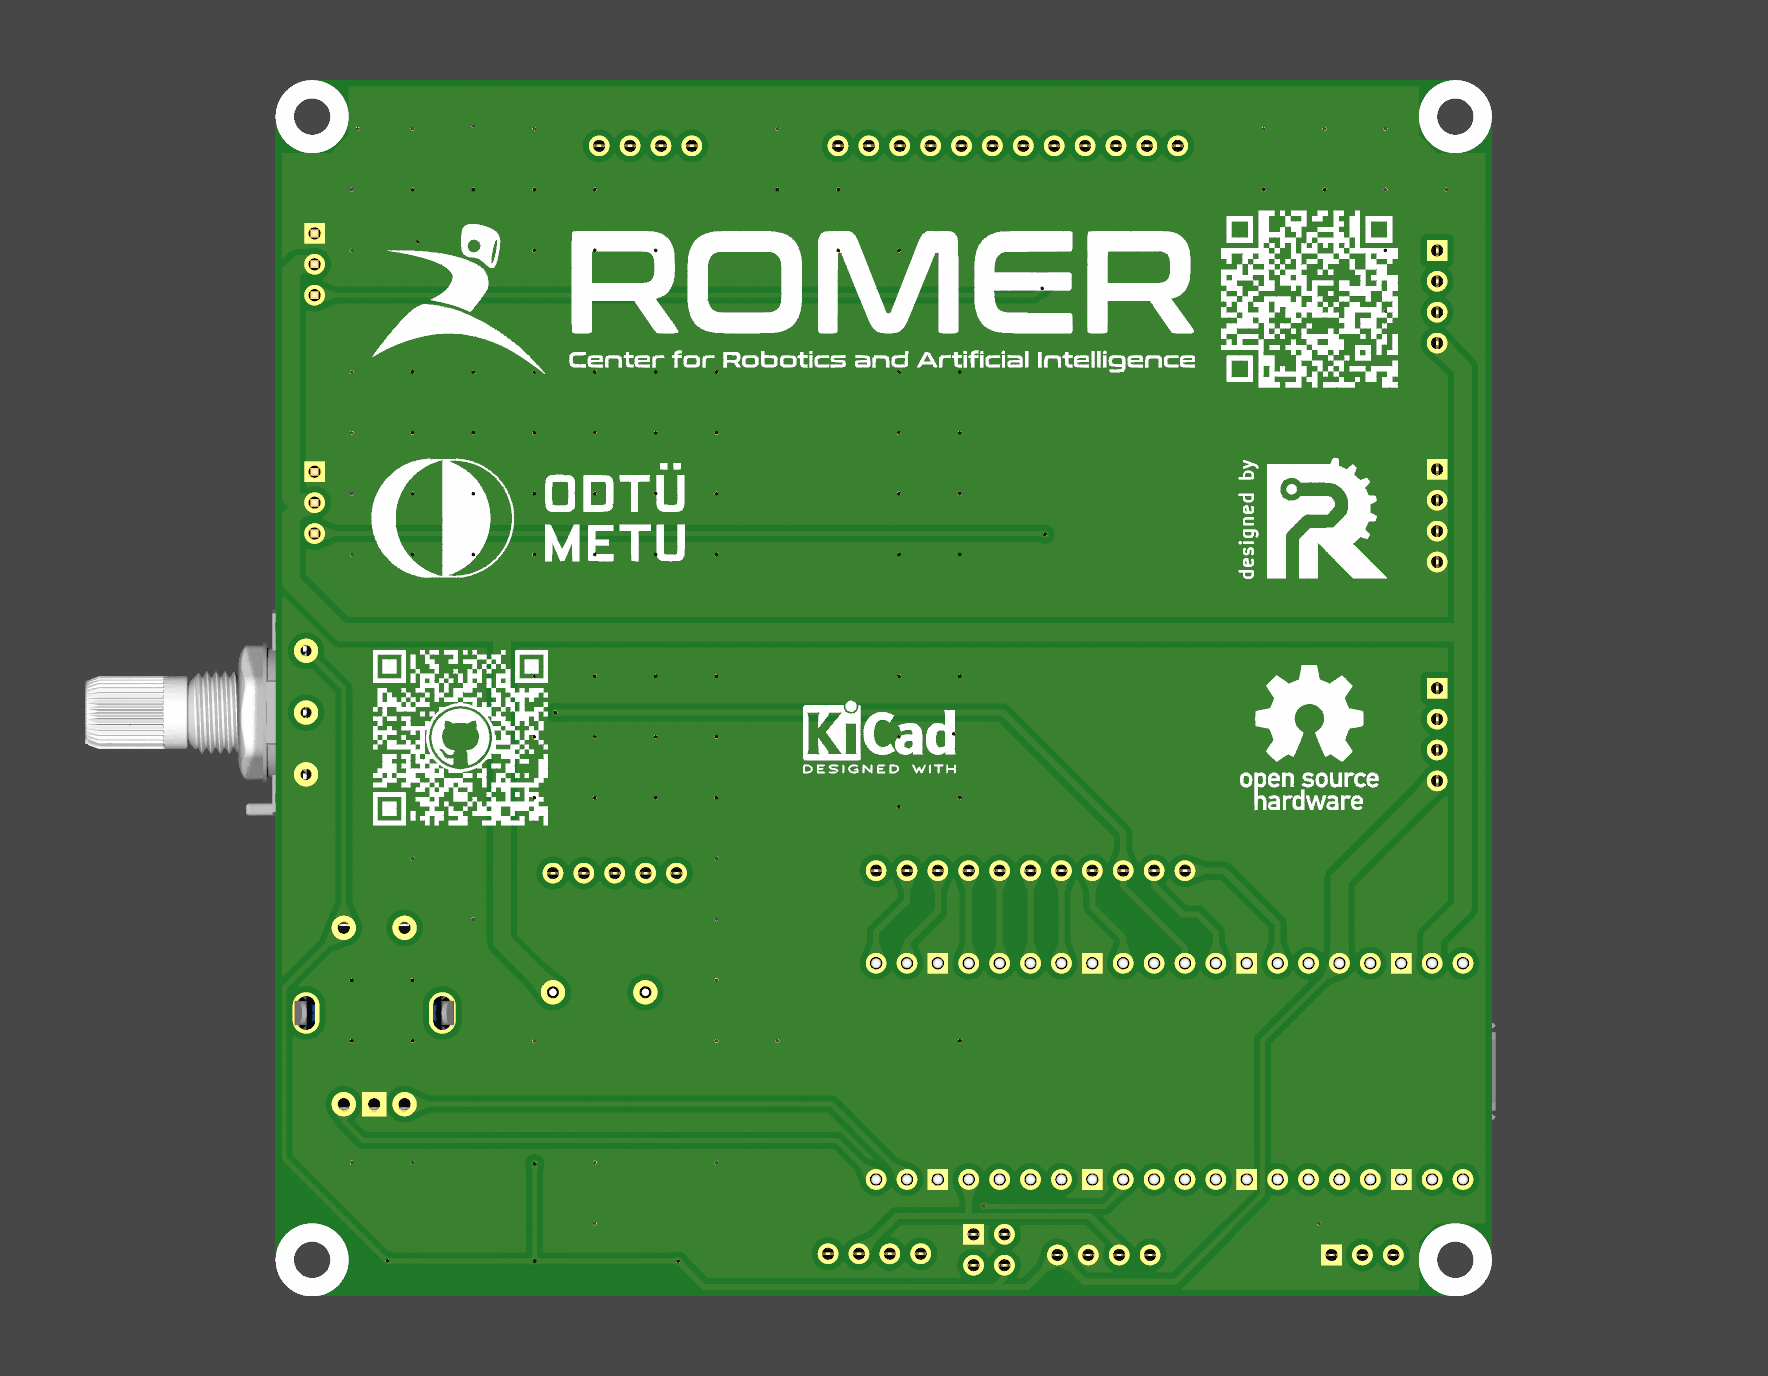 ROMER
Center for Robotics and Artificial Intelligence
ODTÜ
METU
designed by
R
KiCad
DESIGNED WITH
open source
hardware